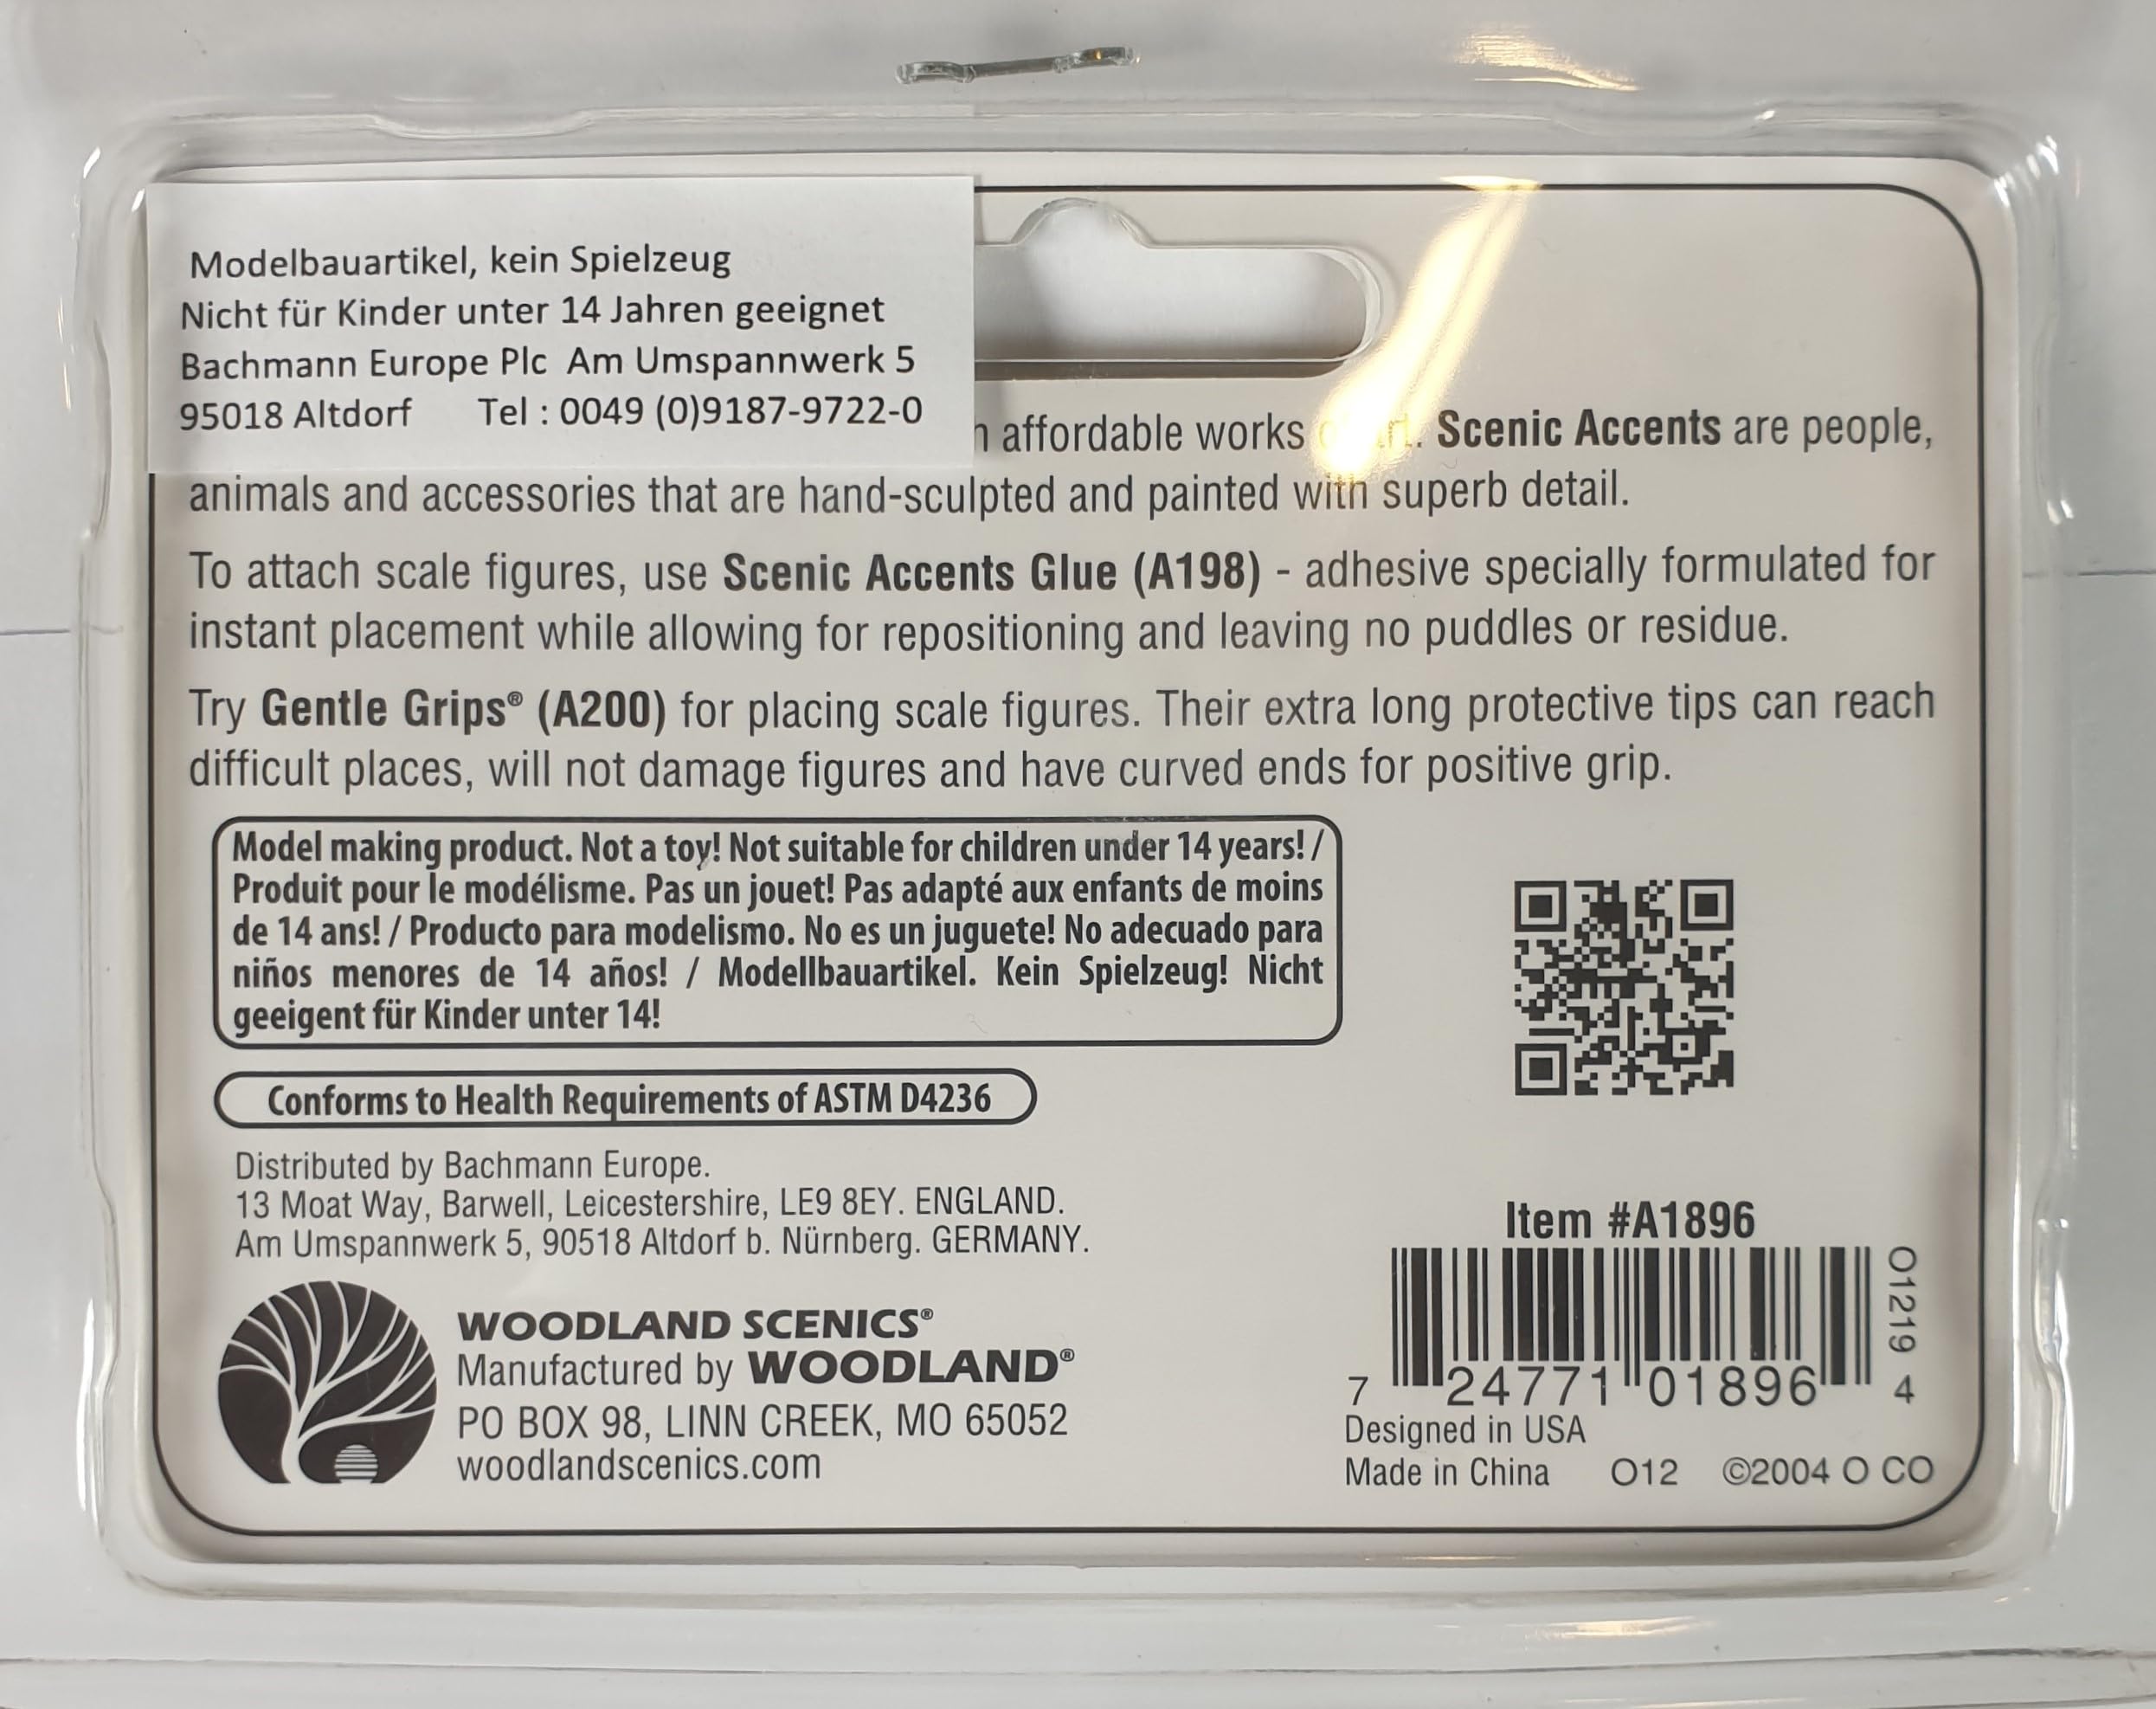 Modelbauartikel, kein Spielzeug
Nicht für Kinder unter 14 Jahren geeignet
Bachmann Europe Plc Am Umspannwerk 5
95018 Altdorf Tel : 0049 (0)9187-9722-0
affordable works Scenic Accents are people,
animals and accessories that are hand-sculpted and painted with superb detail.
To attach scale figures, use Scenic Accents Glue (A198) - adhesive specially formulated for
instant placement while allowing for repositioning and leaving no puddles or residue.
Try Gentle Grips® (A200) for placing scale figures. Their extra long protective tips can reach
difficult places, will not damage figures and have curved ends for positive grip.
Model making product. Not a toy! Not suitable for children under 14 years! /
Produit pour le modélisme. Pas un jouet! Pas adapté aux enfants de moins
de 14 ans! / Producto para modelismo. No es un juguete! No adecuado para
niños menores de 14 años! / Modellbauartikel. Kein Spielzeug! Nicht
geeigent für Kinder unter 14!
Conforms to Health Requirements of ASTM D4236
Distributed by Bachmann Europe.
13 Moat Way, Barwell, Leicestershire, LE9 8EY. ENGLAND.
Am Umspannwerk 5, 90518 Altdorf b. Nürnberg. GERMANY.
WOODLAND SCENICS®
Manufactured by WOODLAND®
PO BOX 98, LINN CREEK, MO 65052
woodlandscenics.com
Item #A1896
O1219
7 24771 01896 4
Designed in USA
Made in China O12 ©2004 O CO